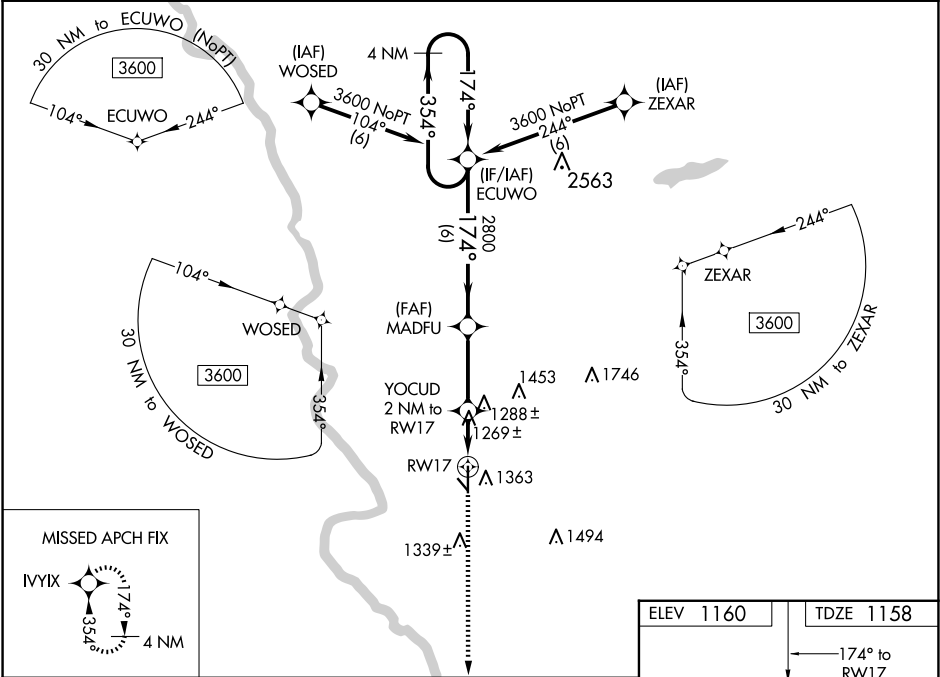 30 NM to ECUWO (NoPT)
3600
104°
ECUWO
244°
(IAF)
WOSED
3600 NoPT
104°
(6)
4 NM
354°
174°
3600 NoPT
244°
(6)
(IAF)
ZEXAR
2563
(IF/IAF)
ECUWO
2800
174°
(6)
104°
WOSED
3600
354°
30 NM to WOSED
244°
ZEXAR
3600
354°
30 NM to ZEXAR
(FAF)
MADFU
YOCUD
2 NM to
RW17
1453
1746
1288 ±
1269 ±
RW17
1363
1339 ±
1494
MISSED APCH FIX
IVYIX
174°
354°
4 NM
ELEV 1160
TDZE 1158
174° to
RW17